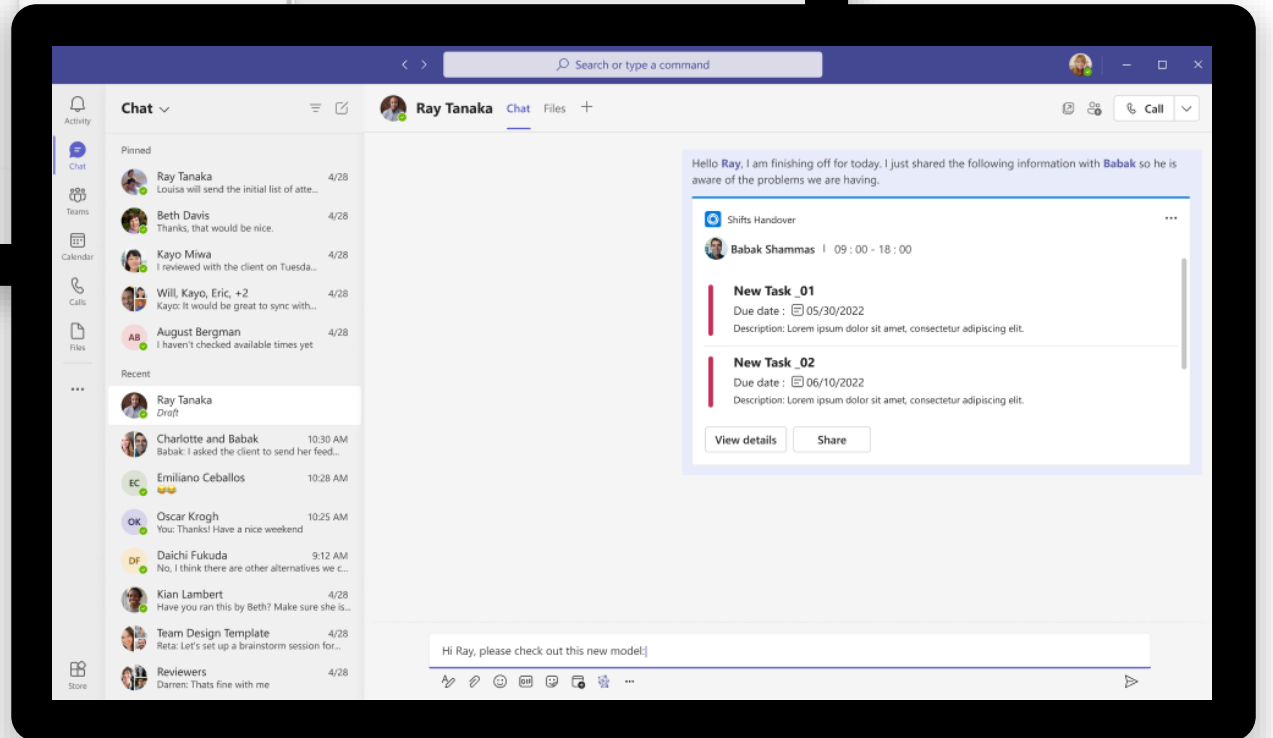 Search or type a command
Activity
Chat
Teams
Calendar
Calls
Files
Store
Chat
Pinned
Ray Tanaka 4/28
Louisa will send the initial list of atte...
Beth Davis 4/28
Thanks, that would be nice.
Kayo Miwa 4/28
I reviewed with the client on Tuesda...
Will, Kayo, Eric, +2 4/28
Kayo: It would be great to sync with...
AB August Bergman 4/28
I haven't checked available times yet
Recent
Ray Tanaka
Draft
Charlotte and Babak 10:30 AM
Babak: I asked the client to send her feed...
EC Emiliano Ceballos 10:28 AM
OK Oscar Krogh 10:25 AM
You: Thanks! Have a nice weekend
DF Daichi Fukuda 9:12 AM
No, I think there are other alternatives we c...
Kian Lambert 4/28
Have you ran this by Beth? Make sure she is...
Team Design Template 4/28
Reta: Let's set up a brainstorm session for...
Reviewers 4/28
Darren: Thats fine with me
Ray Tanaka Chat Files
Call
Hello Ray, I am finishing off for today. I just shared the following information with Babak so he is
aware of the problems we are having.
Shifts Handover
Babak Shammas | 09 : 00 - 18 : 00
New Task _01
Due date : 05/30/2022
Description: Lorem ipsum dolor sit amet, consectetur adipiscing elit.
New Task _02
Due date : 06/10/2022
Description: Lorem ipsum dolor sit amet, consectetur adipiscing elit.
View details Share
Hi Ray, please check out this new model:
GIF